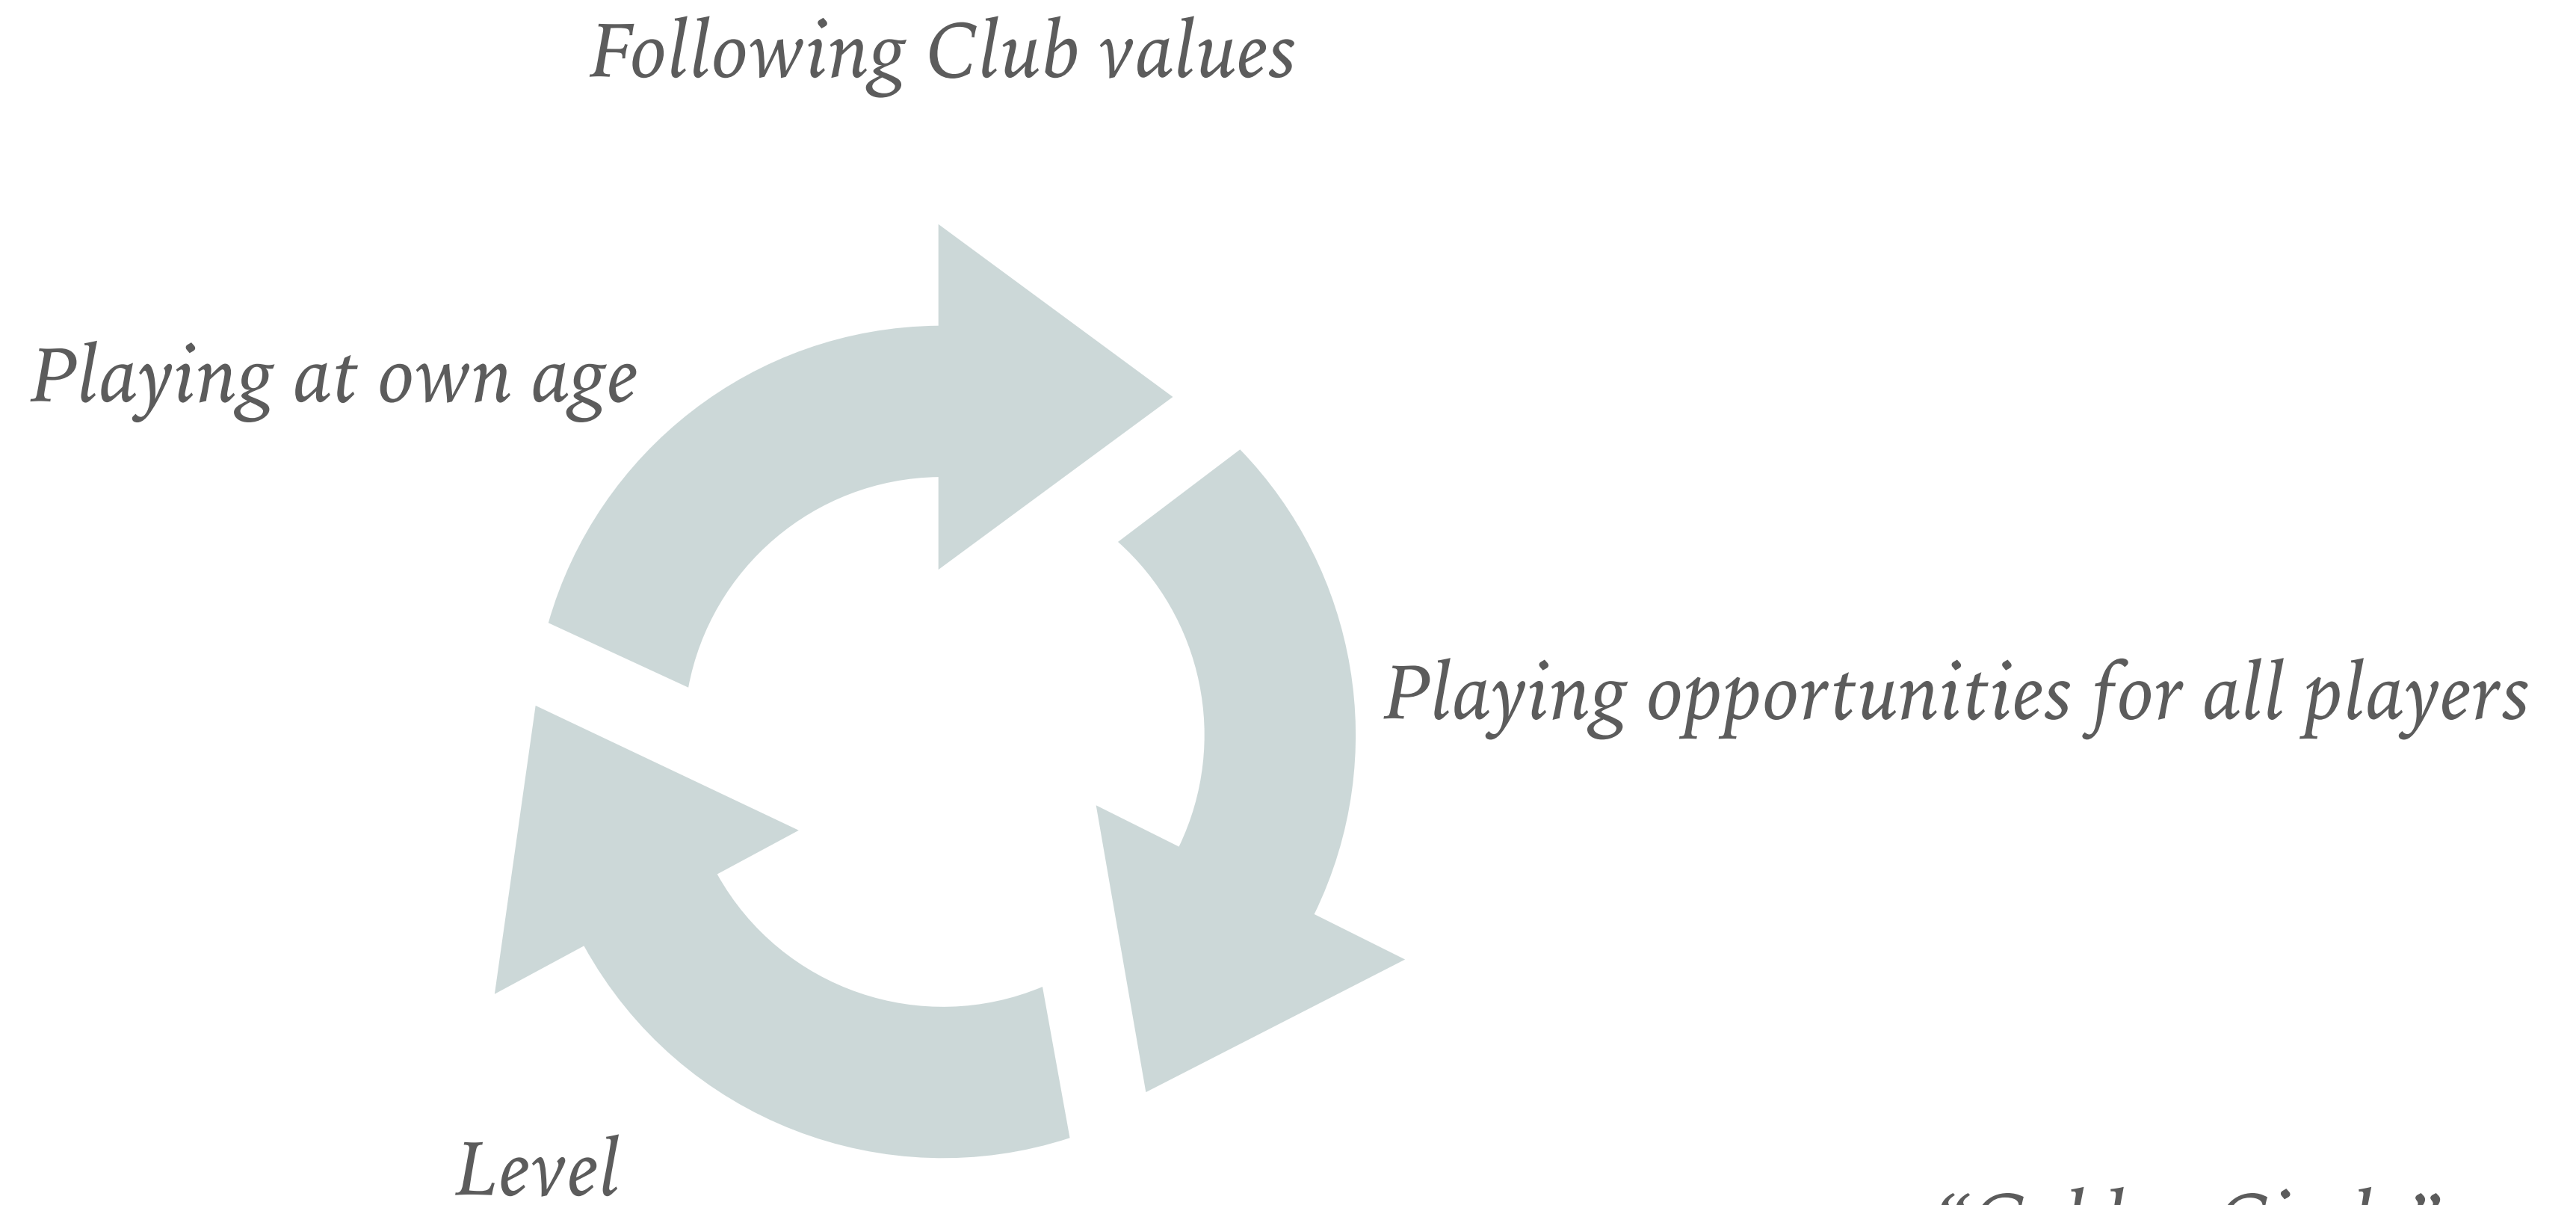 Following Club values
Playing at own age
Playing opportunities for all players
Level